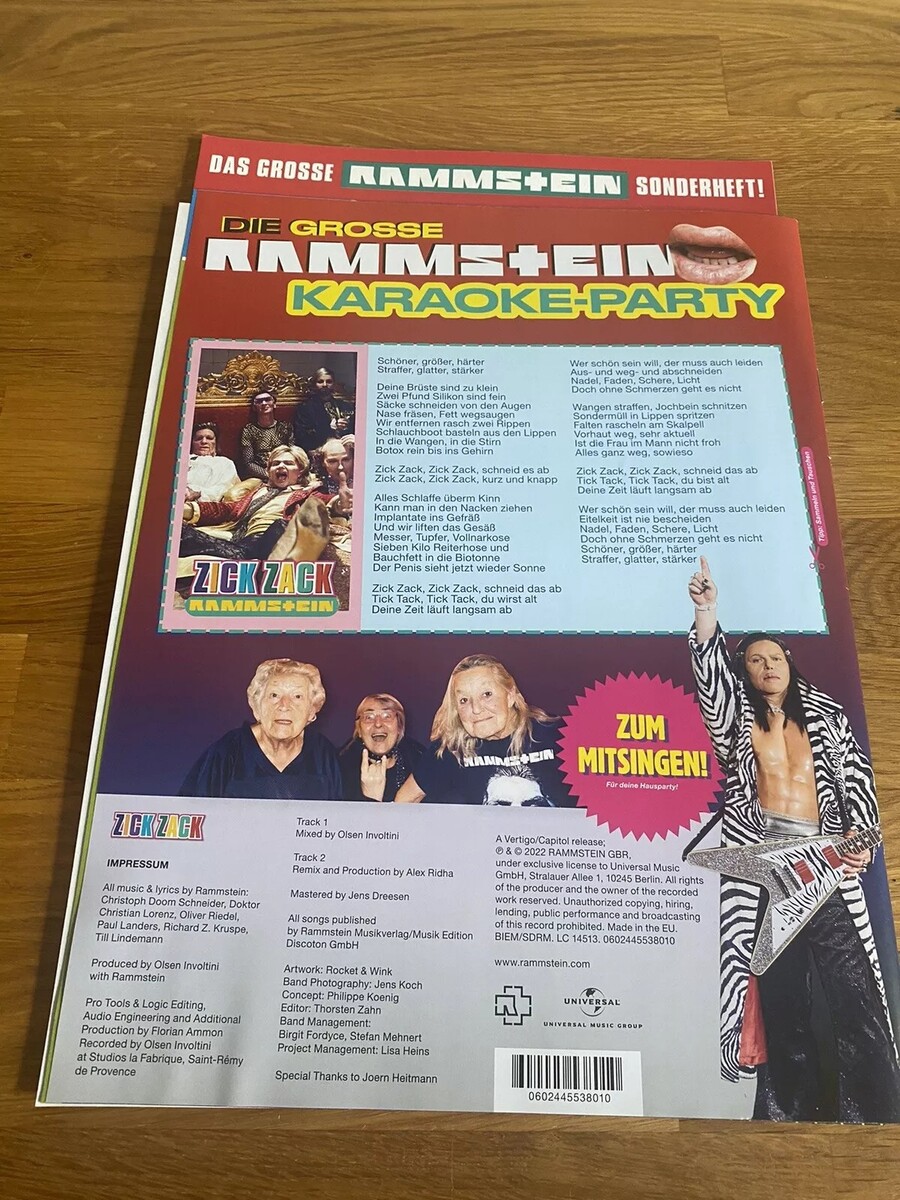 DAS GROSSE RAMMSTEIN SONDERHEFT!
DIE GROSSE
RAMMSTEIN
KARAOKE-PARTY
ZICK ZACK
RAMMSTEIN
Schöner, größer, härter
Straffer, glatter, stärker
Deine Brüste sind zu klein
Zwei Pfund Silikon sind fein
Säcke schneiden von den Augen
Nase fräsen, Fett wegsaugen
Wir entfernen rasch zwei Rippen
Schlauchboot basteln aus den Lippen
In die Wangen, in die Stirn
Botox rein bis ins Gehirn
Zick Zack, Zick Zack, schneid es ab
Zick Zack, Zick Zack, kurz und knapp
Alles Schlaffe überm Kinn
Kann man in den Nacken ziehen
Implantate ins Gefräß
Und wir liften das Gesäß
Messer, Tupfer, Vollnarkose
Sieben Kilo Reiterhose und
Bauchfett in die Biotonne
Der Penis sieht jetzt wieder Sonne
Zick Zack, Zick Zack, schneid das ab
Tick Tack, Tick Tack, du wirst alt
Deine Zeit läuft langsam ab
Wer schön sein will, der muss auch leiden
Aus- und weg- und abschneiden
Nadel, Faden, Schere, Licht
Doch ohne Schmerzen geht es nicht
Wangen straffen, Jochbein schnitzen
Sondermüll in Lippen spritzen
Falten rascheln am Skalpell
Vorhaut weg, sehr aktuell
Ist die Frau im Mann nicht froh
Alles ganz weg, sowieso
Zick Zack, Zick Zack, schneid das ab
Tick Tack, Tick Tack, du bist alt
Deine Zeit läuft langsam ab
Wer schön sein will, der muss auch leiden
Eitelkeit ist nie bescheiden
Nadel, Faden, Schere, Licht
Doch ohne Schmerzen geht es nicht
Schöner, größer, härter
Straffer, glatter, stärker
Tipp: Sammeln und Tauschen
RAMMSTEIN
ZUM
MITSINGEN!
Für deine Hausparty!
ZICK ZACK
IMPRESSUM
All music & lyrics by Rammstein:
Christoph Doom Schneider, Doktor
Christian Lorenz, Oliver Riedel,
Paul Landers, Richard Z. Kruspe,
Till Lindemann
Produced by Olsen Involtini
with Rammstein
Pro Tools & Logic Editing,
Audio Engineering and Additional
Production by Florian Ammon
Recorded by Olsen Involtini
at Studios la Fabrique, Saint-Rémy
de Provence
Track 1
Mixed by Olsen Involtini
Track 2
Remix and Production by Alex Ridha
Mastered by Jens Dreesen
All songs published
by Rammstein Musikverlag/Musik Edition
Discoton GmbH
Artwork: Rocket & Wink
Band Photography: Jens Koch
Concept: Philippe Koenig
Editor: Thorsten Zahn
Band Management:
Birgit Fordyce, Stefan Mehnert
Project Management: Lisa Heins
Special Thanks to Joern Heitmann
A Vertigo/Capitol release;
℗ & © 2022 RAMMSTEIN GBR,
under exclusive license to Universal Music
GmbH, Stralauer Allee 1, 10245 Berlin. All rights
of the producer and the owner of the recorded
work reserved. Unauthorized copying, hiring,
lending, public performance and broadcasting
of this record prohibited. Made in the EU.
BIEM/SDRM. LC 14513. 0602445538010
www.rammstein.com
UNIVERSAL
UNIVERSAL MUSIC GROUP
0602445538010